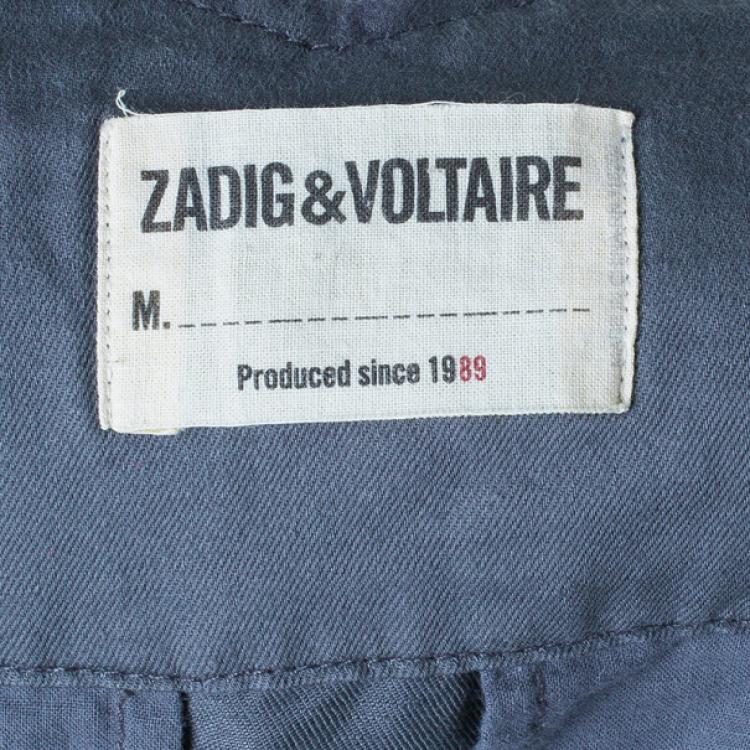 ZADIG&VOLTAIRE
M. _ _ _ _ _ _ _ _ _ _ _ _ _ _ _ _ _ _
Produced since 1989